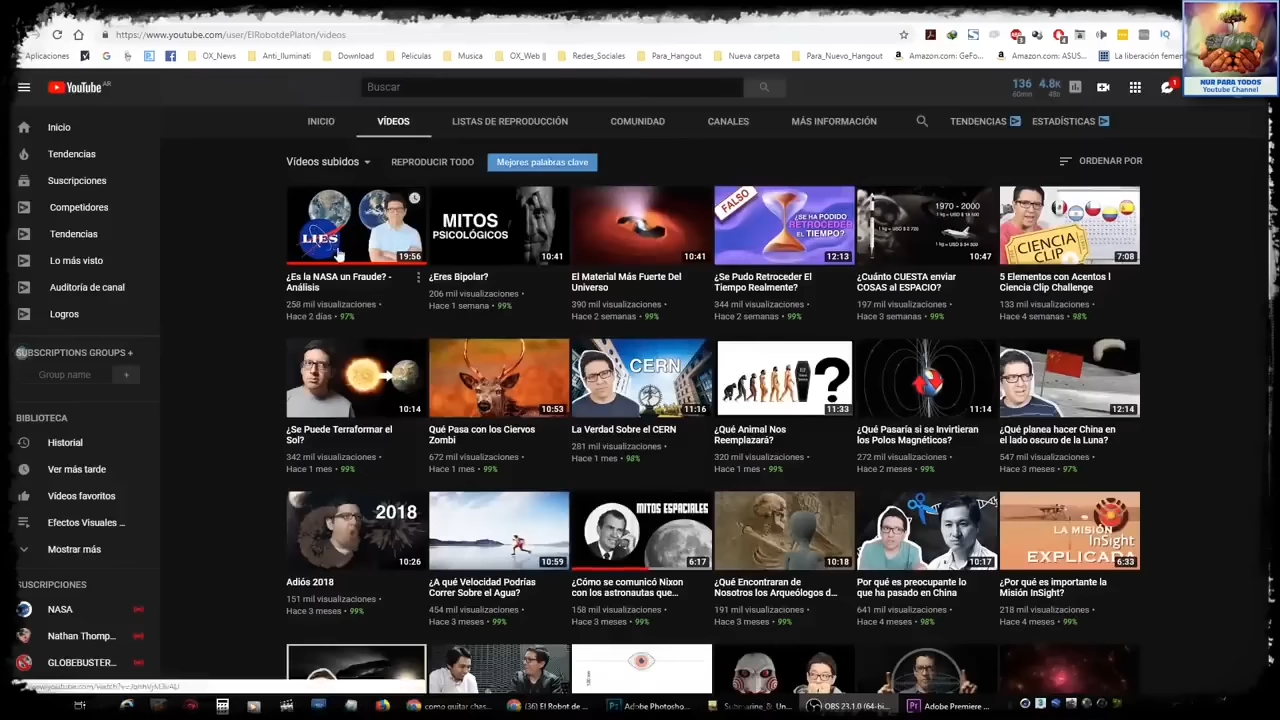 https://www.youtube.com/user/ElRobotdePlaton/videos
Aplicaciones
OX_News
Anti_Iluminati
Download
Peliculas
Musica
OX_Web ||
Redes_Sociales
Para_Hangout
Nueva carpeta
Para_Nuevo_Hangout
Amazon.com: GeFo...
Amazon.com: ASUS...
La liberación femen
NUR PARA TODOS
Youtube Channel
YouTube AR
Buscar
136
60mn
4.8K
48h
1
INICIO
VÍDEOS
LISTAS DE REPRODUCCIÓN
COMUNIDAD
CANALES
MÁS INFORMACIÓN
TENDENCIAS
ESTADÍSTICAS
Inicio
Tendencias
Suscripciones
Competidores
Tendencias
Lo más visto
Auditoría de canal
Logros
SUBSCRIPTIONS GROUPS +
Group name
+
BIBLIOTECA
Historial
Ver más tarde
Vídeos favoritos
Efectos Visuales ...
Mostrar más
SUSCRIPCIONES
NASA
Nathan Thomp...
GLOBEBUSTER...
Vídeos subidos
REPRODUCIR TODO
Mejores palabras clave
ORDENAR POR
LIES
19:56
¿Es la NASA un Fraude? -
Análisis
258 mil visualizaciones ·
Hace 2 días · 97%
MITOS
PSICOLÓGICOS
10:41
¿Eres Bipolar?
206 mil visualizaciones ·
Hace 1 semana · 99%
10:41
El Material Más Fuerte Del
Universo
390 mil visualizaciones ·
Hace 2 semanas · 99%
FALSO
¿SE HA PODIDO
RETROCEDER
EL TIEMPO?
12:13
¿Se Pudo Retroceder El
Tiempo Realmente?
344 mil visualizaciones ·
Hace 2 semanas · 99%
1970 - 2000
10:47
¿Cuánto CUESTA enviar
COSAS al ESPACIO?
197 mil visualizaciones ·
Hace 3 semanas · 99%
CIENCIA
CLIP
7:08
5 Elementos con Acentos l
Ciencia Clip Challenge
133 mil visualizaciones ·
Hace 4 semanas · 98%
10:14
¿Se Puede Terraformar el
Sol?
342 mil visualizaciones ·
Hace 1 mes · 99%
10:53
Qué Pasa con los Ciervos
Zombi
672 mil visualizaciones ·
Hace 1 mes · 99%
CERN
11:16
La Verdad Sobre el CERN
281 mil visualizaciones ·
Hace 1 mes · 98%
?
11:33
¿Qué Animal Nos
Reemplazará?
320 mil visualizaciones ·
Hace 1 mes · 99%
11:14
¿Qué Pasaría si se Invirtieran
los Polos Magnéticos?
272 mil visualizaciones ·
Hace 2 meses · 99%
12:14
¿Qué planea hacer China en
el lado oscuro de la Luna?
547 mil visualizaciones ·
Hace 3 meses · 97%
2018
10:26
Adiós 2018
151 mil visualizaciones ·
Hace 3 meses · 99%
10:59
¿A qué Velocidad Podrías
Correr Sobre el Agua?
454 mil visualizaciones ·
Hace 3 meses · 99%
MITOS ESPACIALES
6:17
¿Cómo se comunicó Nixon
con los astronautas que...
158 mil visualizaciones ·
Hace 3 meses · 99%
10:18
¿Qué Encontraran de
Nosotros los Arqueólogos d...
191 mil visualizaciones ·
Hace 3 meses · 99%
10:17
Por qué es preocupante lo
que ha pasado en China
641 mil visualizaciones ·
Hace 4 meses · 98%
LA MISIÓN
InSight
EXPLICADA
6:33
¿Por qué es importante la
Misión InSight?
218 mil visualizaciones ·
Hace 4 meses · 99%
como quitar chas...
(36) El Robot de ...
Adobe Photosho...
Submarine_D_Un...
OBS 23.1.0 (64-bi...
Adobe Premiere ...